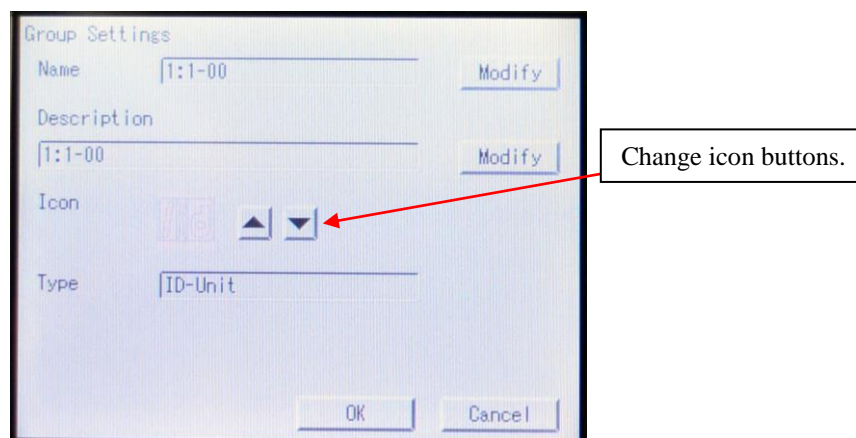 Group Settings
Name 1:1-00 Modify
Description
1:1-00 Modify
Change icon buttons.
Icon
Type ID-Unit
OK Cancel